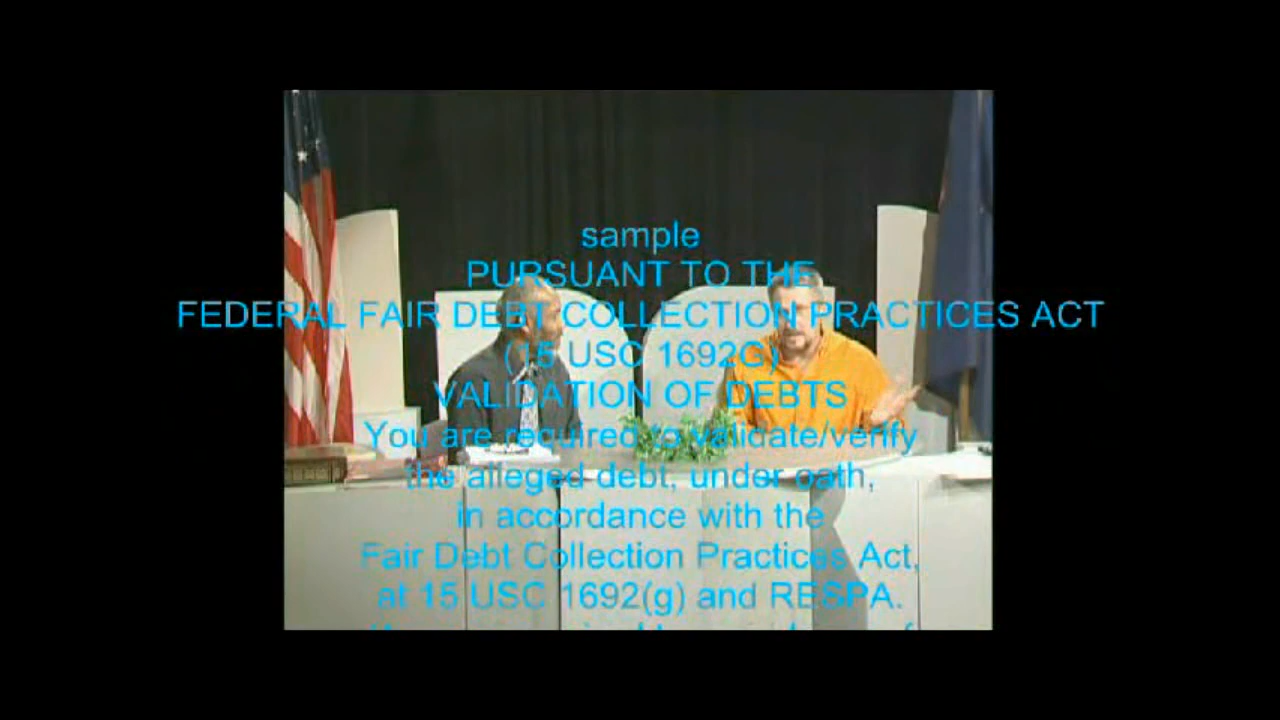 sample
PURSUANT TO THE
FEDERAL FAIR DEBT COLLECTION PRACTICES ACT
(15 USC 1692G)
VALIDATION OF DEBTS
You are required to validate/verify
the alleged debt, under oath,
in accordance with the
Fair Debt Collection Practices Act,
at 15 USC 1692(g) and RESPA.